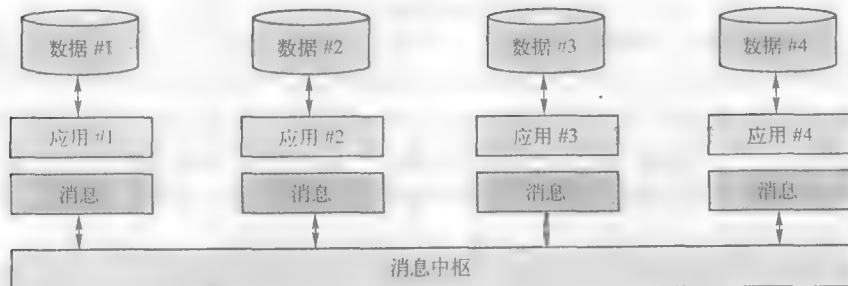 数据 #1 数据 #2 数据 #3 数据 #4
应用 #1 应用 #2 应用 #3 应用 #4
消息 消息 消息 消息
消息中枢